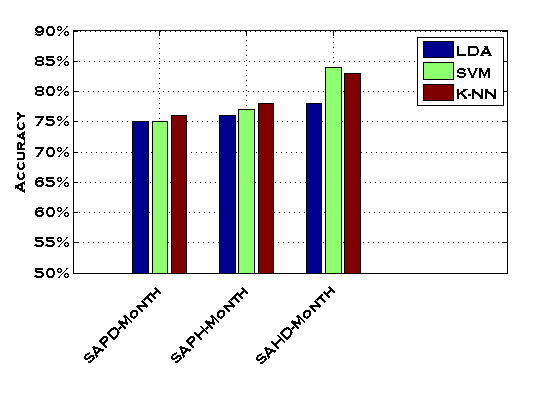 90%
85%
80%
75%
70%
65%
60%
55%
50%
Accuracy
LDA
SVM
K-NN
SAPD-Month
SAPH-Month
SAHD-Month